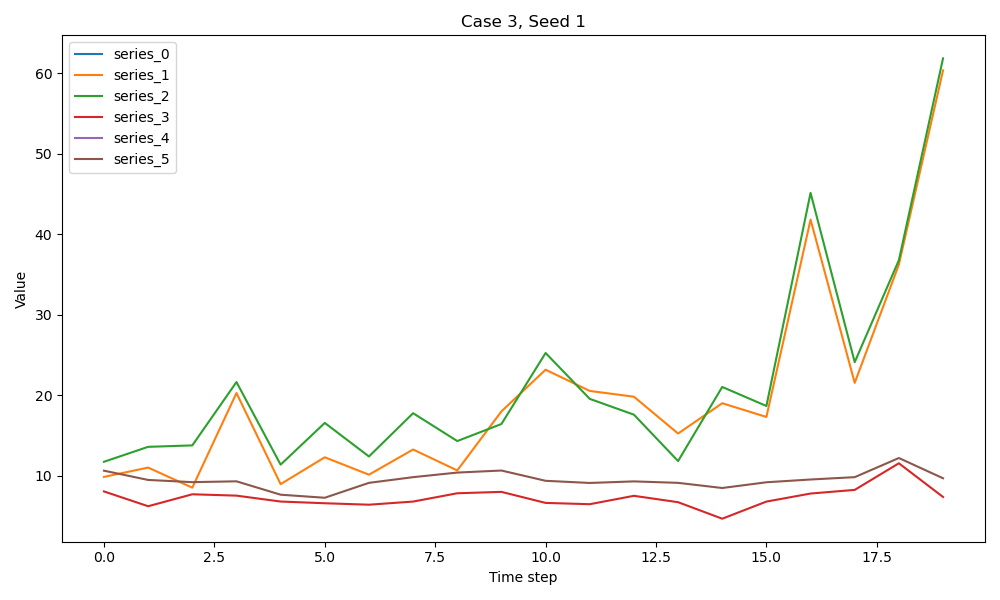 Case 3, Seed 1
series_0
series_1
series_2
series_3
series_4
series_5
60
50
40
30
20
10
Value
0.0 2.5 5.0 7.5 10.0 12.5 15.0 17.5
Time step